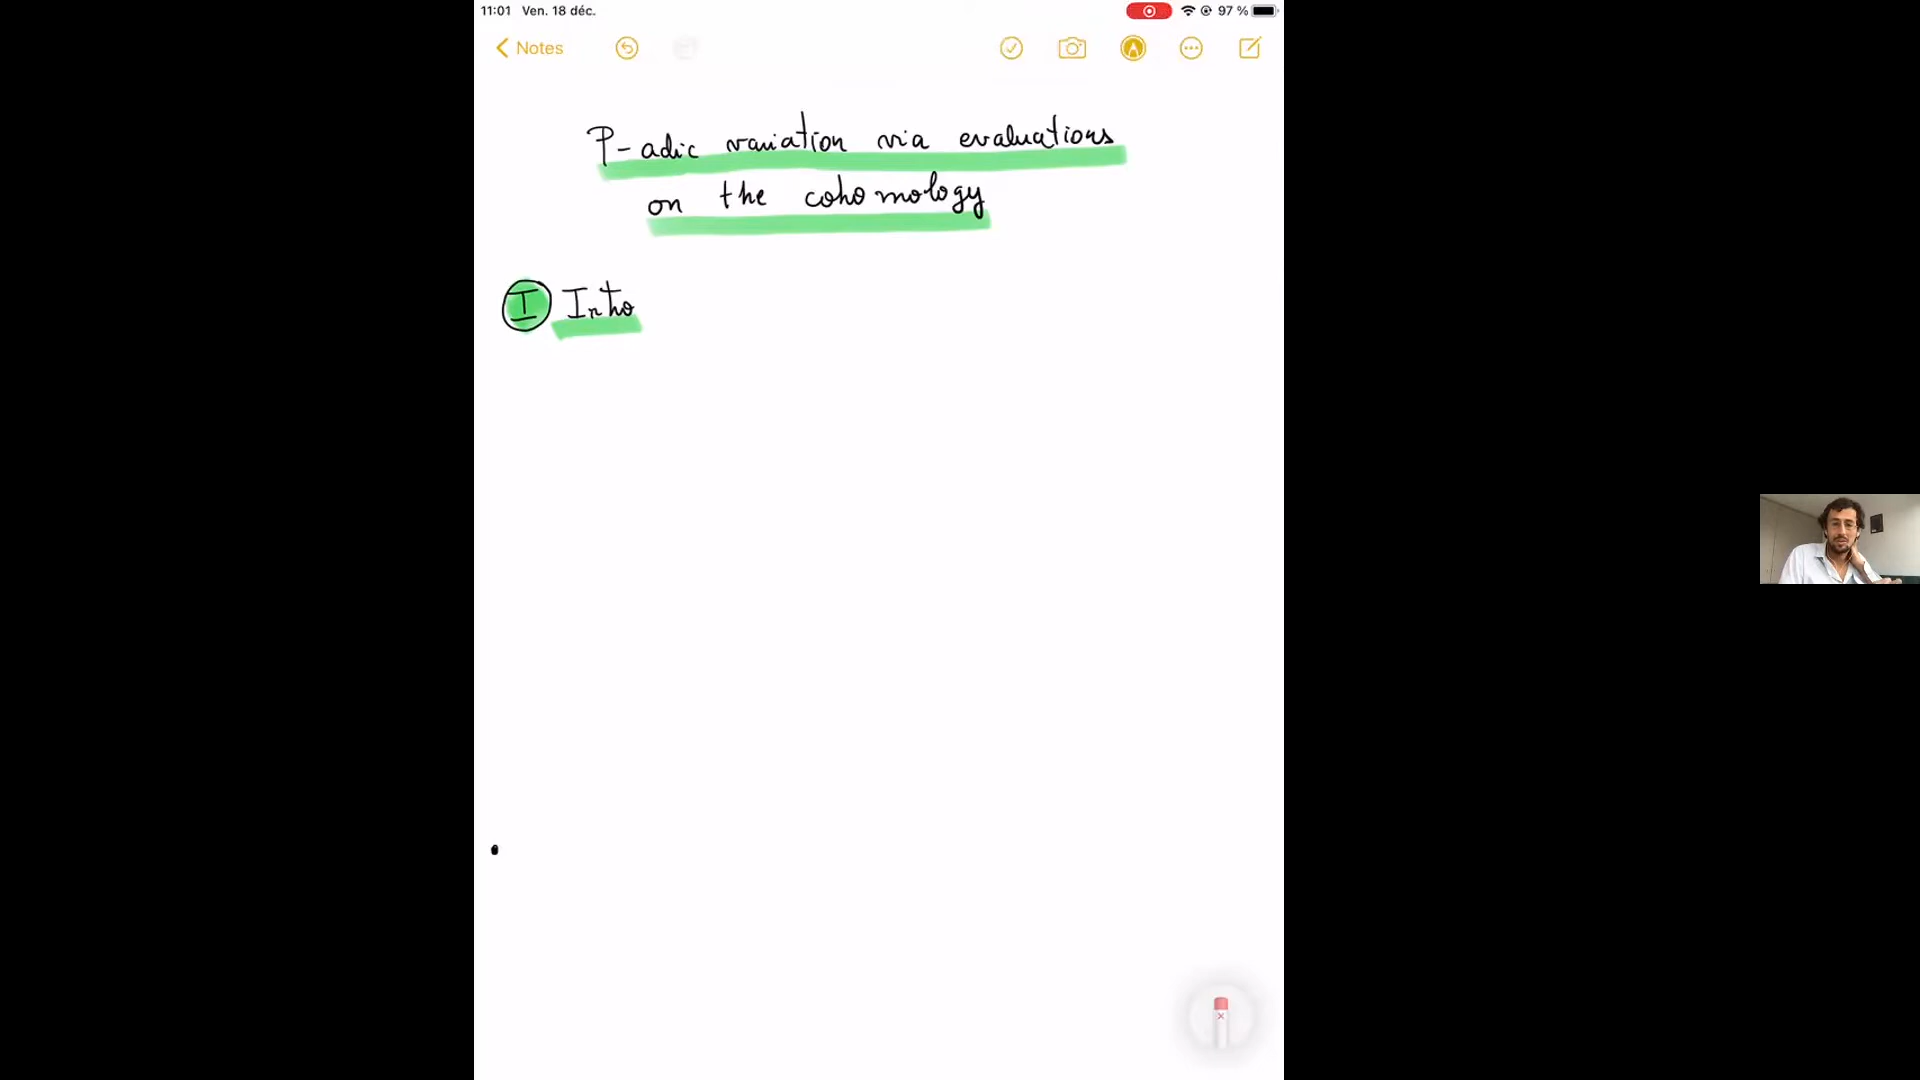 11:01 Ven. 18 déc. 97 %
Notes
P-adic variation via evaluations
on the cohomology
I Intro